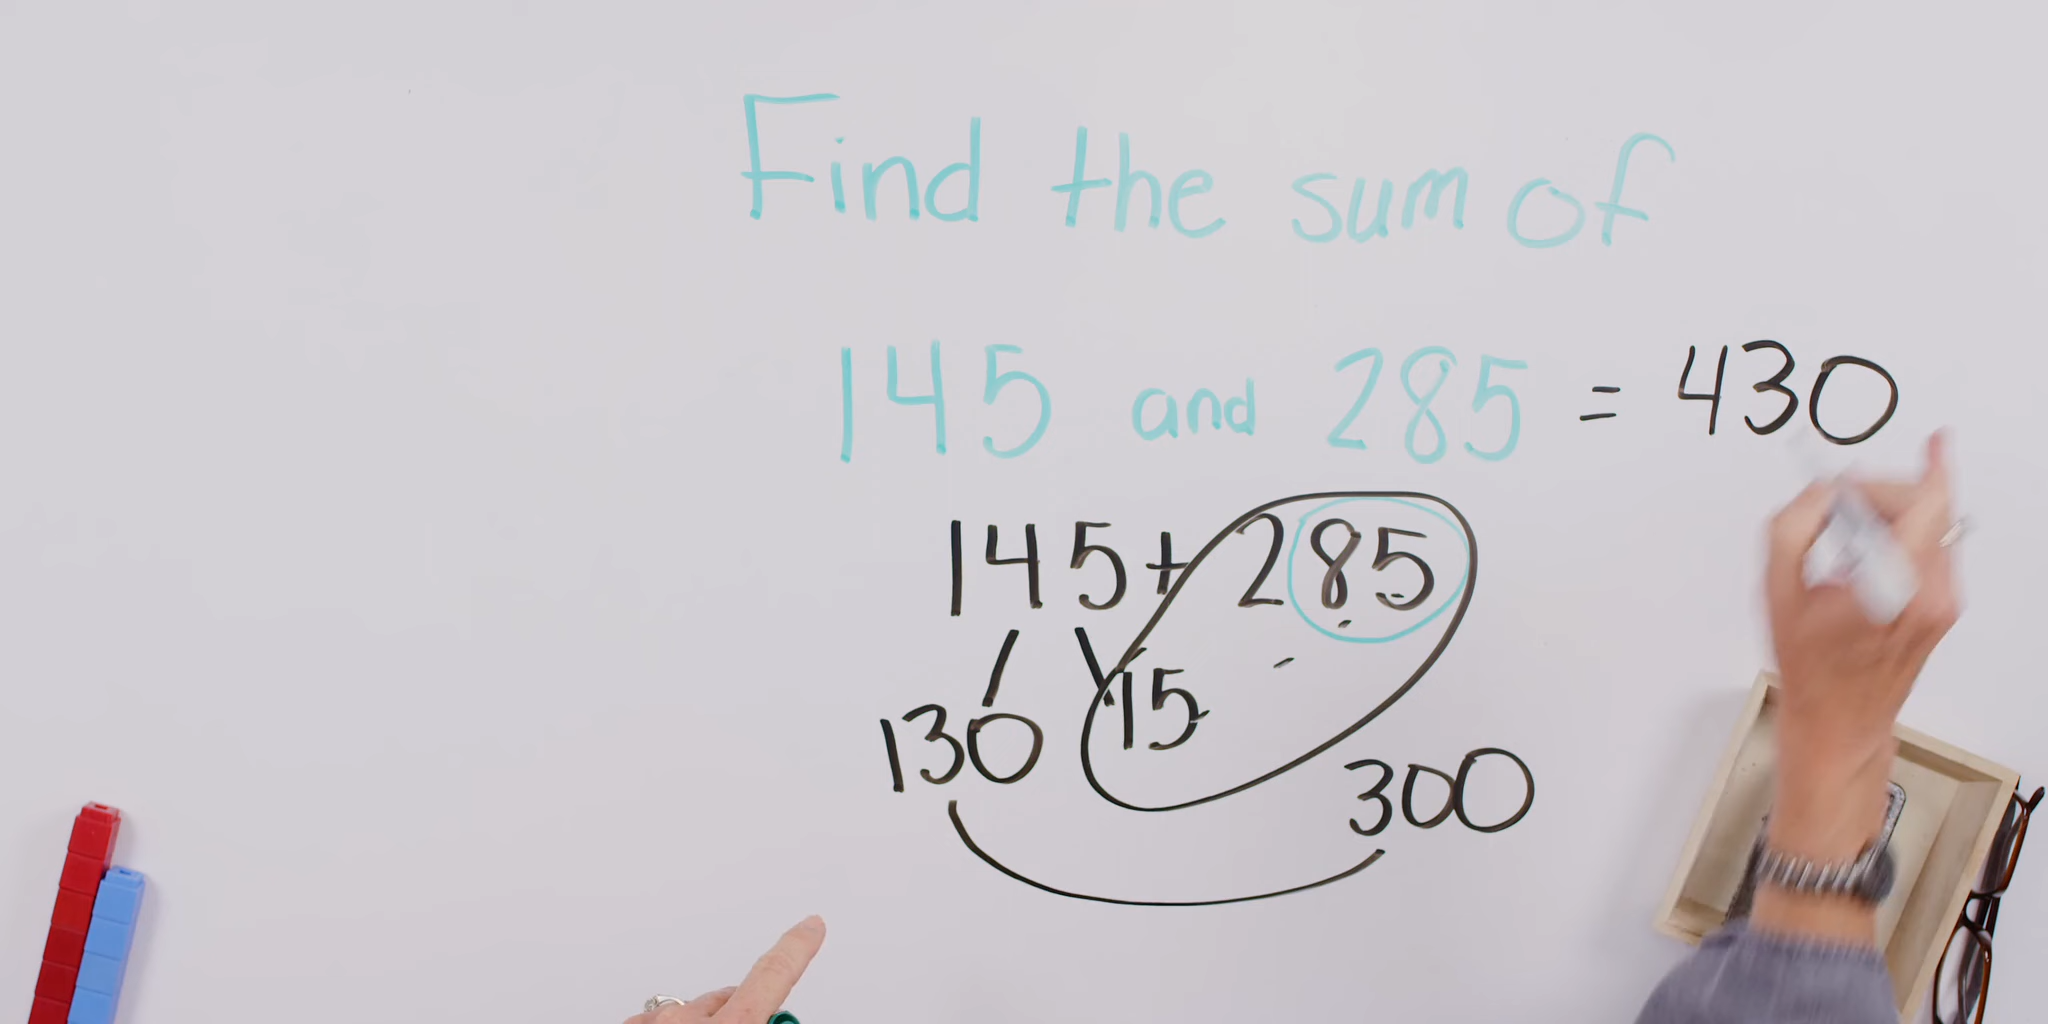 Find the sum of
145 and 285 = 430
145 + 285
130 15
300